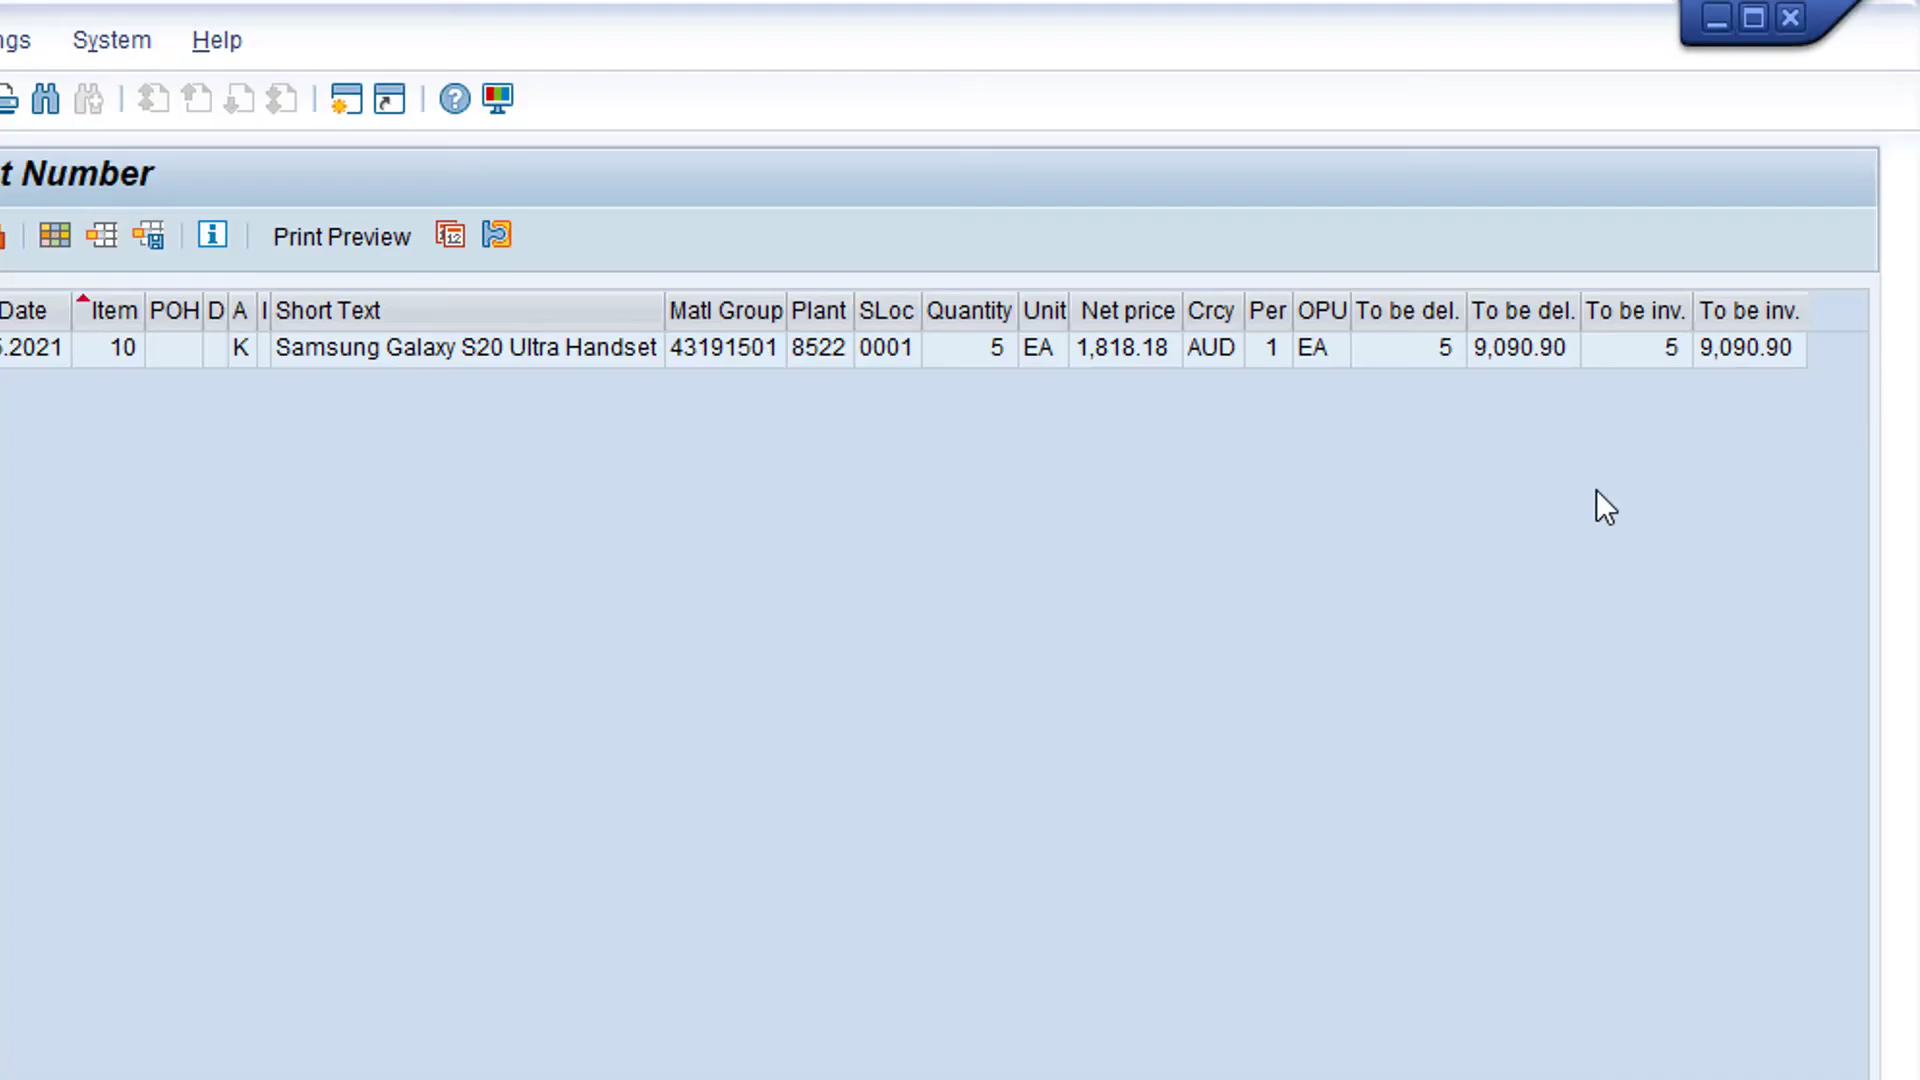 ngs System Help
t Number
Print Preview
Date Item POH D A I Short Text Matl Group Plant SLoc Quantity Unit Net price Crcy Per OPU To be del. To be del. To be inv. To be inv.
5.2021 10 K Samsung Galaxy S20 Ultra Handset 43191501 8522 0001 5 EA 1,818.18 AUD 1 EA 5 9,090.90 5 9,090.90